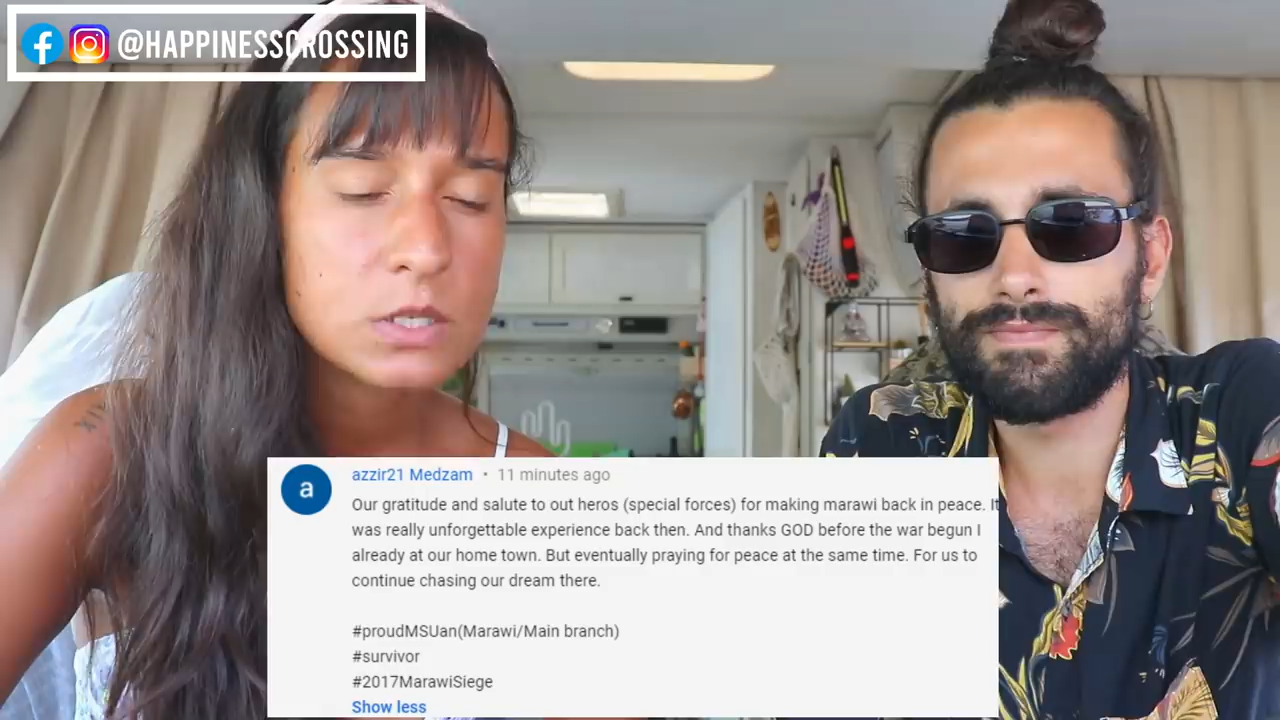 @HAPPINESSCROSSING
a
azzir21 Medzam • 11 minutes ago
Our gratitude and salute to out heros (special forces) for making marawi back in peace. It
was really unforgettable experience back then. And thanks GOD before the war begun I
already at our home town. But eventually praying for peace at the same time. For us to
continue chasing our dream there.
#proudMSUan(Marawi/Main branch)
#survivor
#2017MarawiSiege
Show less